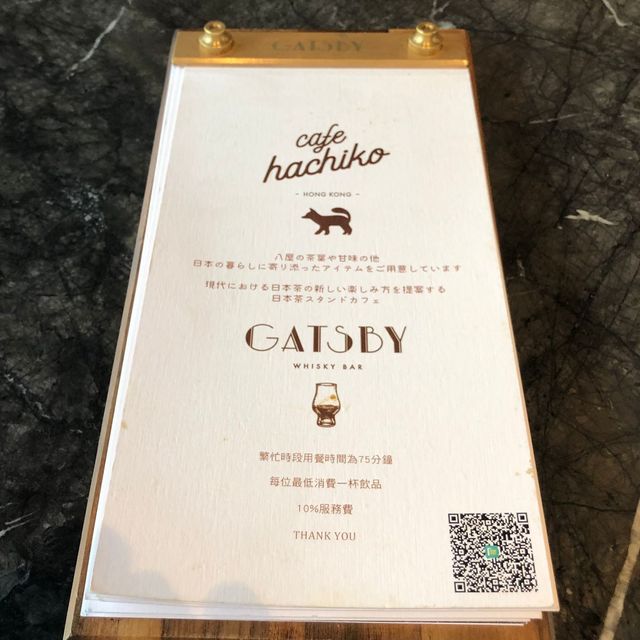 GATSBY
cafe
hachiko
- HONG KONG -
八屋の茶葉や甘味の他
日本の暮らしに寄り添ったアイテムをご用意しています
現代における日本茶の新しい楽しみ方を提案する
日本茶スタンドカフェ
GATSBY
WHISKY BAR
繁忙時段用餐時間為75分鐘
每位最低消費一杯飲品
10%服務費
THANK YOU